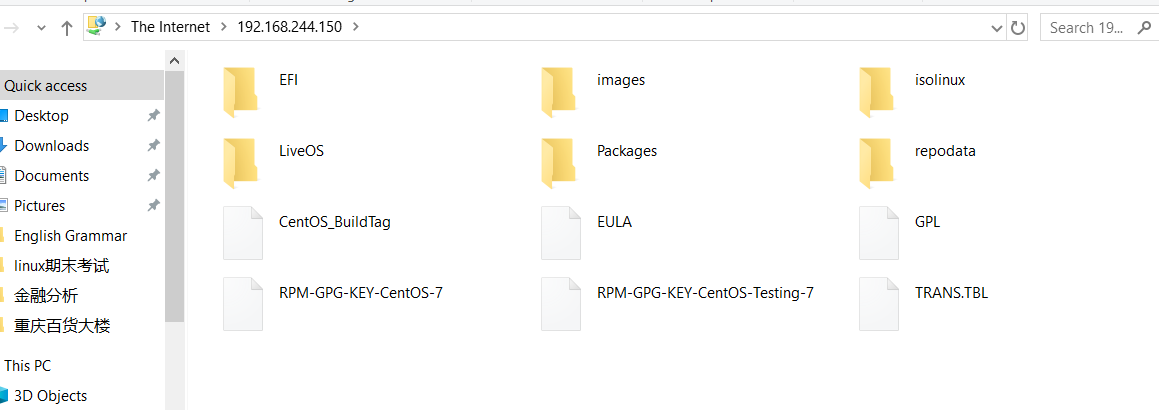 The Internet > 192.168.244.150 >
Search 19...
Quick access
Desktop
Downloads
Documents
Pictures
English Grammar
linux期末考试
金融分析
重庆百货大楼
This PC
3D Objects
EFI
images
isolinux
LiveOS
Packages
repodata
CentOS_BuildTag
EULA
GPL
RPM-GPG-KEY-CentOS-7
RPM-GPG-KEY-CentOS-Testing-7
TRANS.TBL